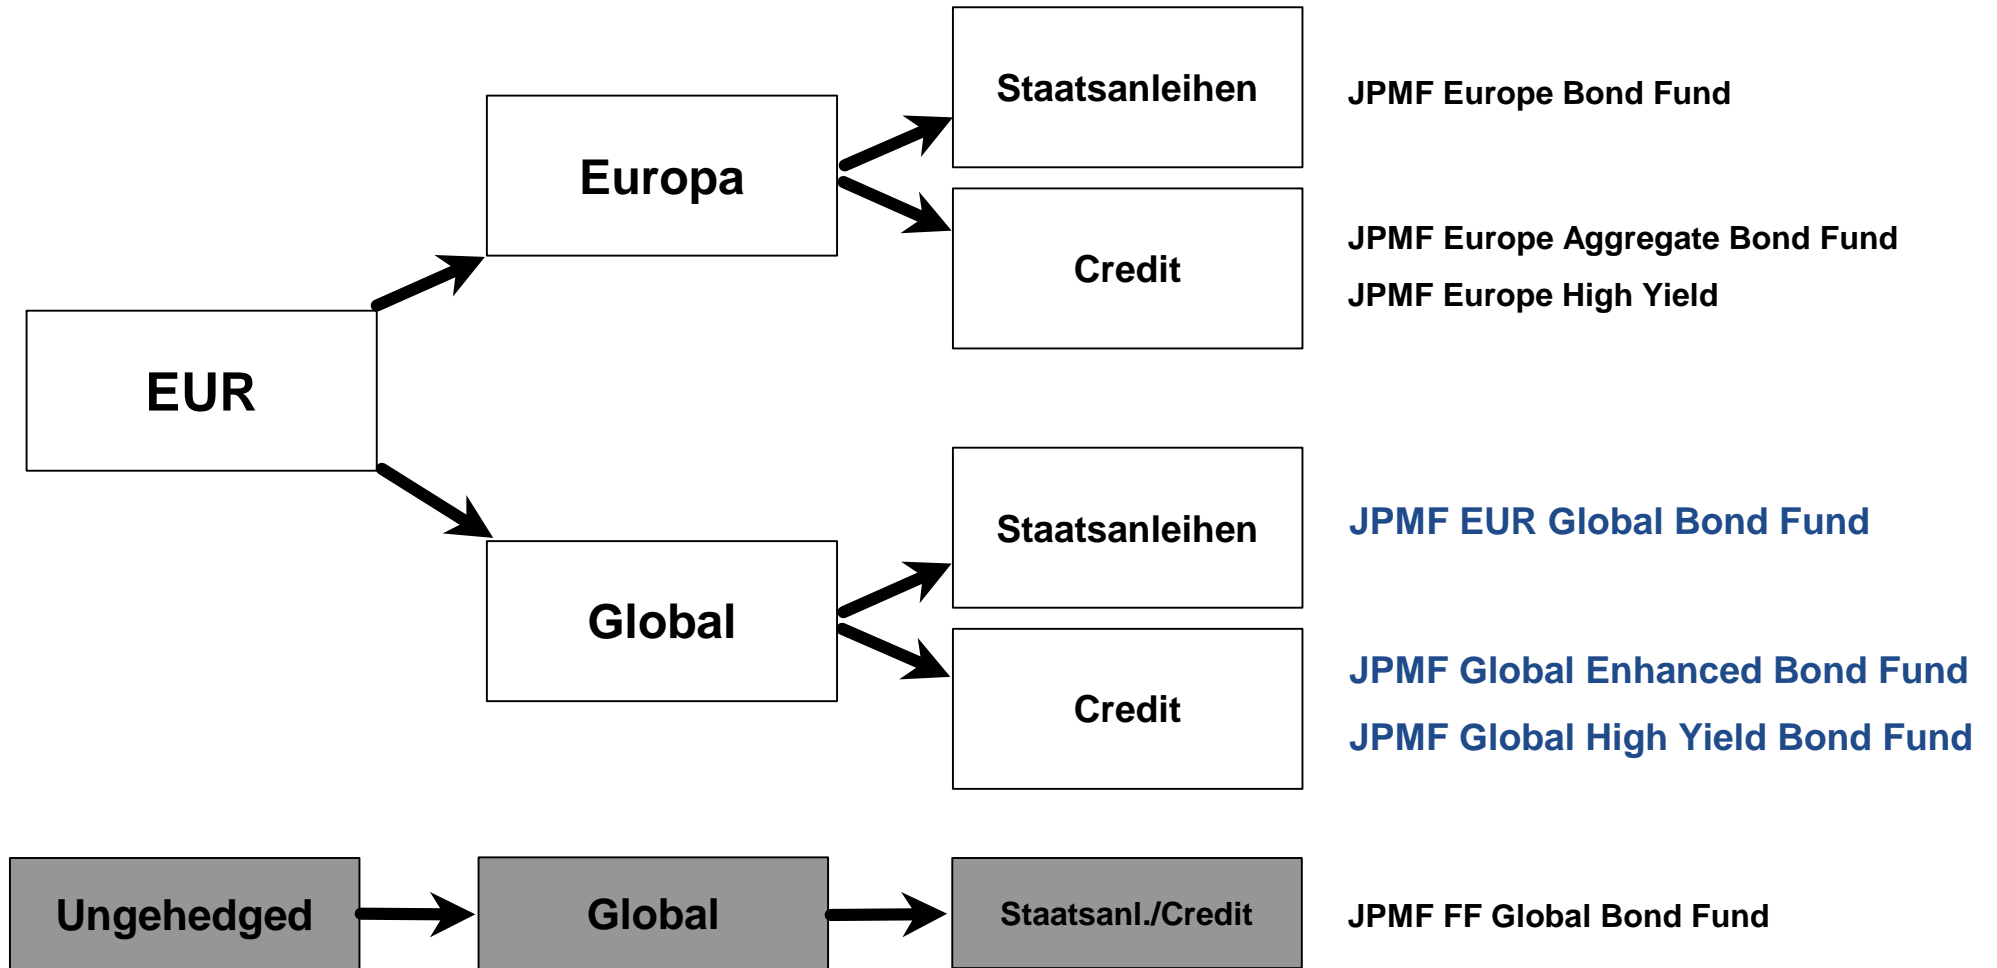 EUR
Europa
Staatsanleihen
JPMF Europe Bond Fund
Credit
JPMF Europe Aggregate Bond Fund
JPMF Europe High Yield
Global
Staatsanleihen
JPMF EUR Global Bond Fund
Credit
JPMF Global Enhanced Bond Fund
JPMF Global High Yield Bond Fund
Ungehedged
Global
Staatsanl./Credit
JPMF FF Global Bond Fund